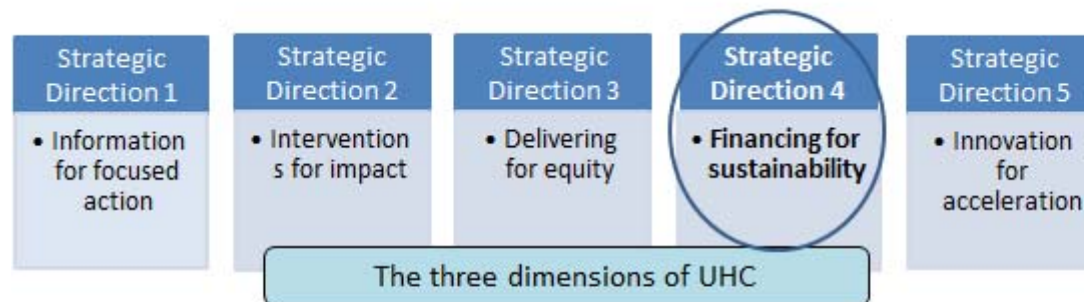 Strategic
Direction 1
• Information
for focused
action
Strategic
Direction 2
• Intervention
s for impact
Strategic
Direction 3
• Delivering
for equity
Strategic
Direction 4
• Financing for
sustainability
Strategic
Direction 5
• Innovation
for
acceleration
The three dimensions of UHC